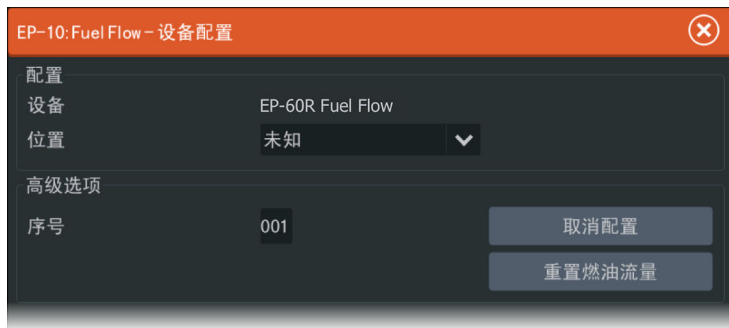 EP-10:Fuel Flow - 设备配置
配置
设备 EP-60R Fuel Flow
位置 未知
高级选项
序号 001 取消配置
重置燃油流量